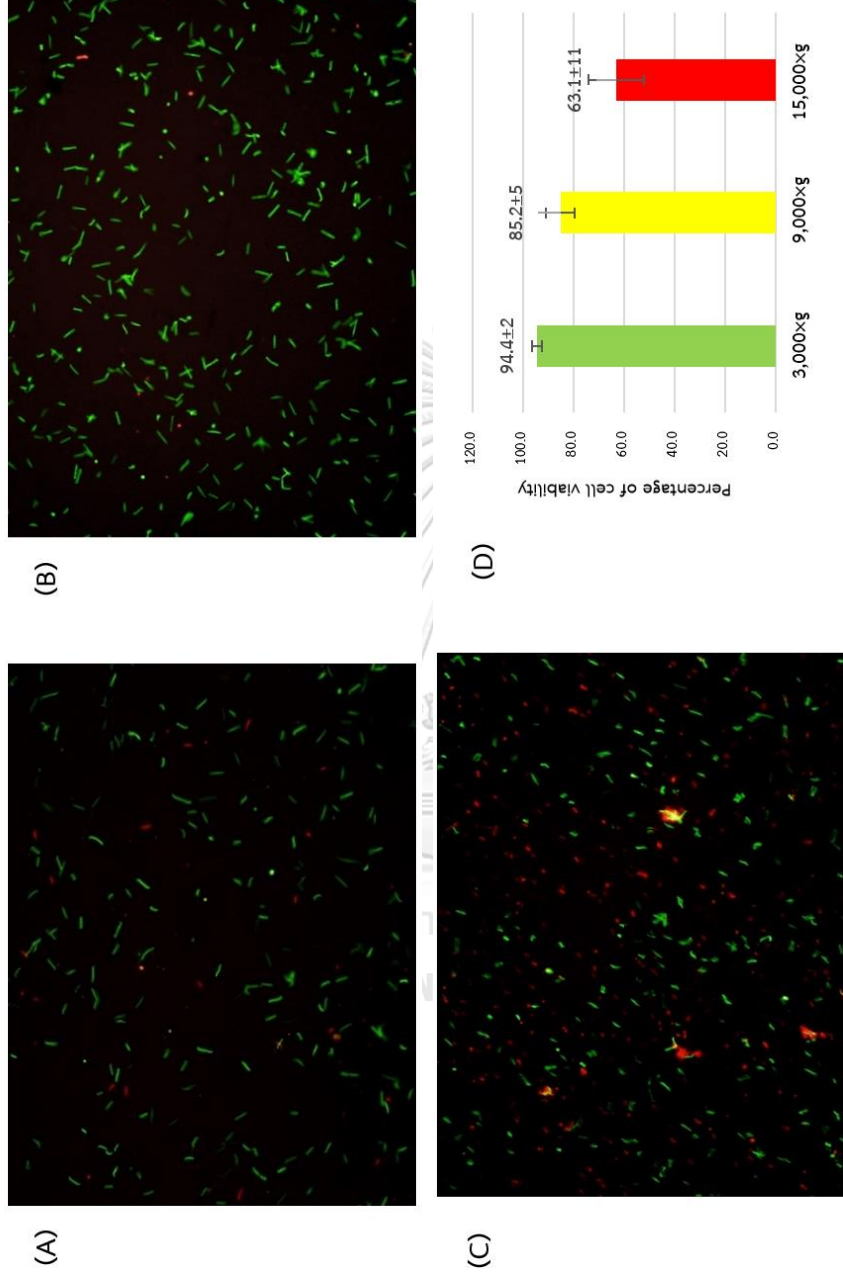 (A)
(B)
(C)
(D)
Percentage of cell viability
120.0
100.0
80.0
60.0
40.0
20.0
0.0
94.4±2
85.2±5
63.1±11
3,000×g
9,000×g
15,000×g